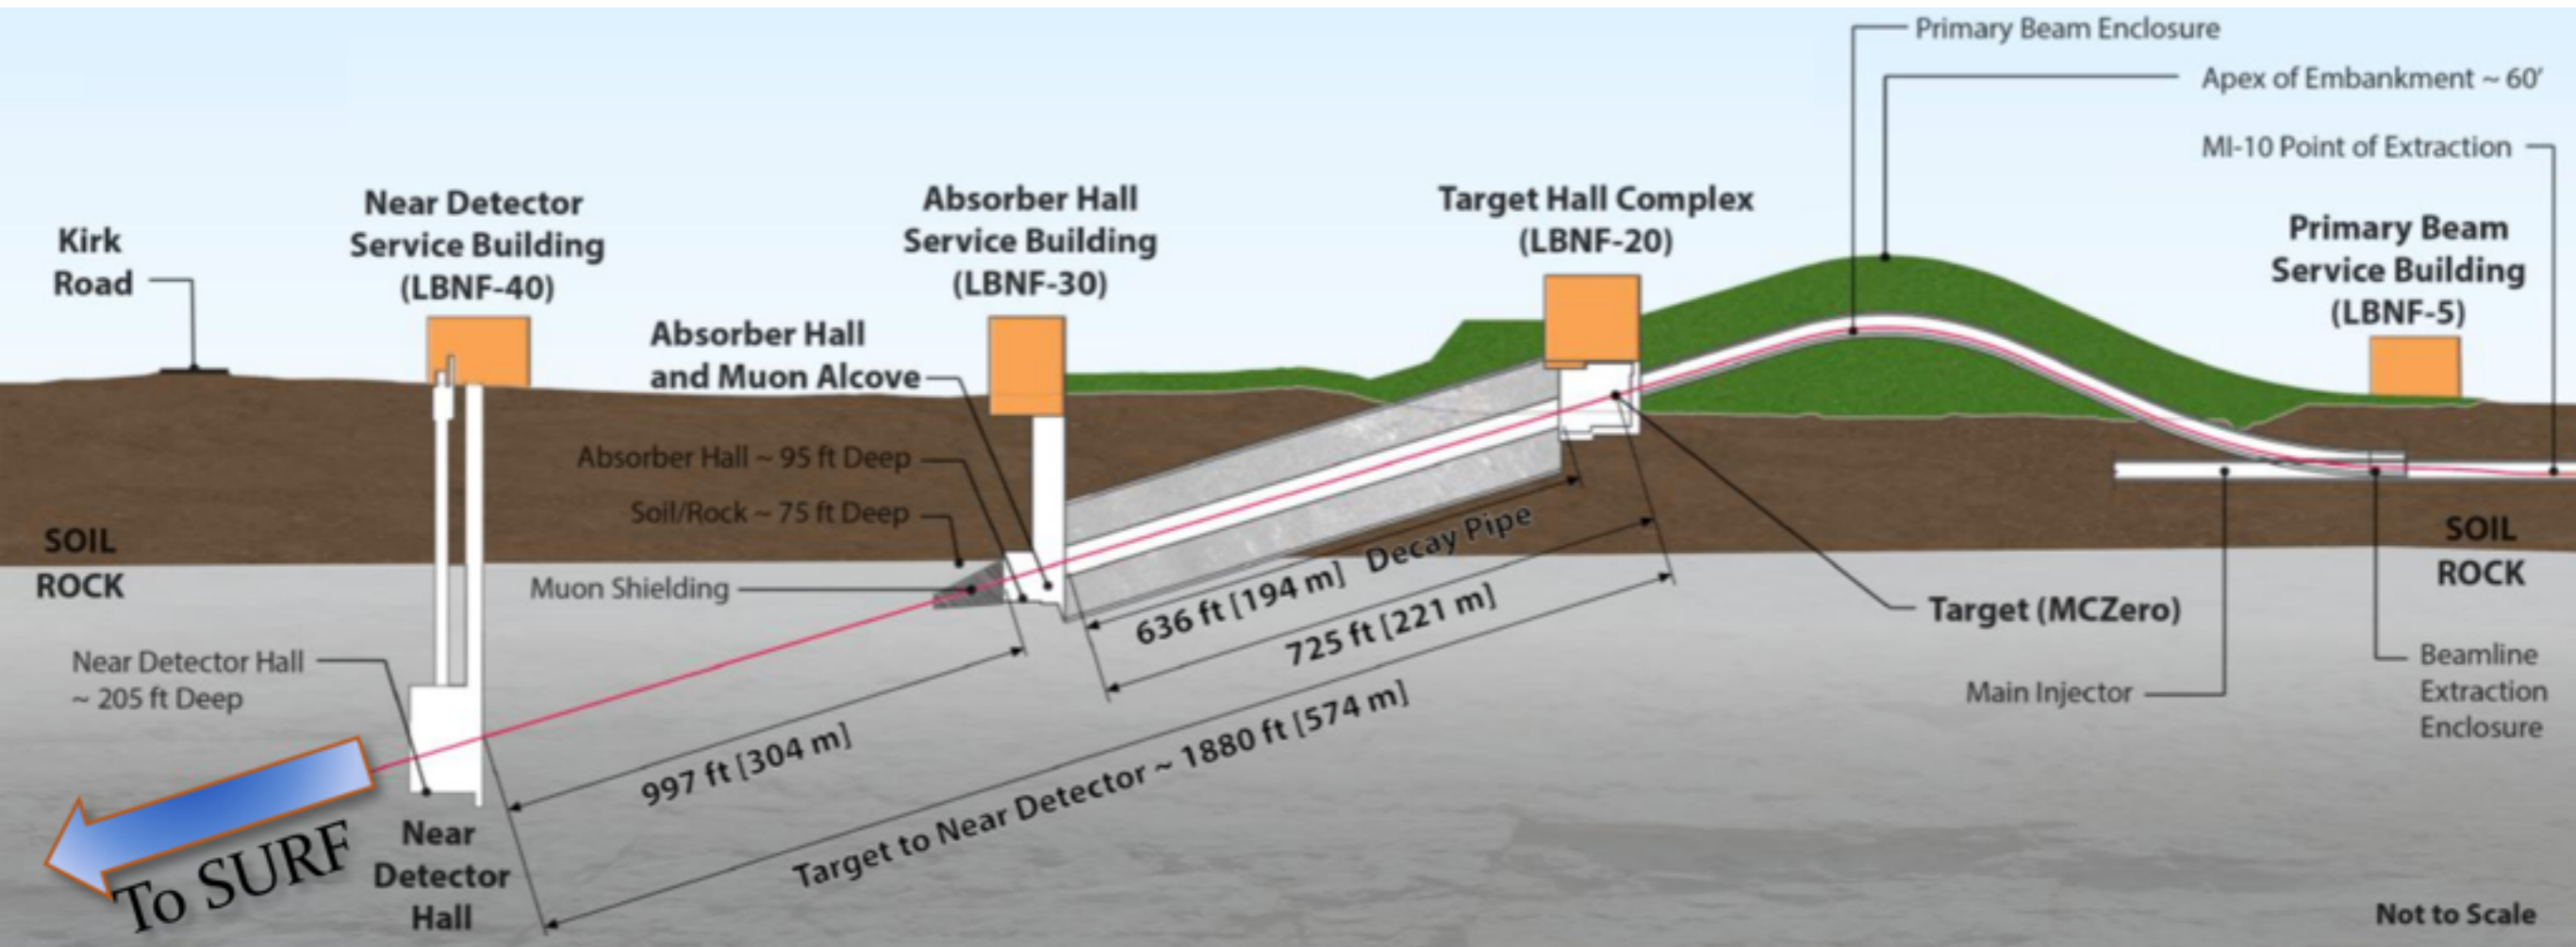 Primary Beam Enclosure
Apex of Embankment ~ 60'
MI-10 Point of Extraction
Kirk
Road
Near Detector
Service Building
(LBNF-40)
Absorber Hall
Service Building
(LBNF-30)
Target Hall Complex
(LBNF-20)
Primary Beam
Service Building
(LBNF-5)
Absorber Hall
and Muon Alcove
Absorber Hall ~ 95 ft Deep
Soil/Rock ~ 75 ft Deep
SOIL
ROCK
Muon Shielding
SOIL
ROCK
636 ft [194 m] Decay Pipe
725 ft [221 m]
Target (MCZero)
Near Detector Hall
~ 205 ft Deep
Main Injector
Beamline
Extraction
Enclosure
997 ft [304 m]
Target to Near Detector ~ 1880 ft [574 m]
To SURF
Near
Detector
Hall
Not to Scale